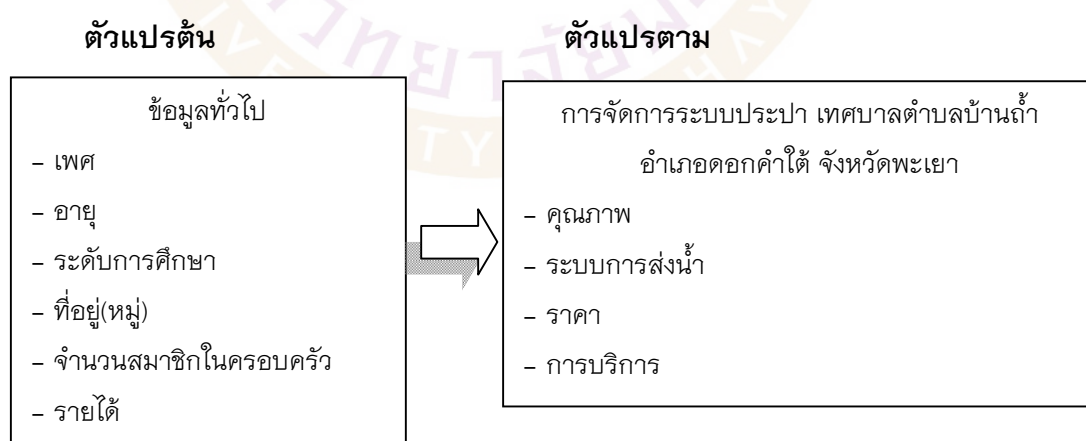 ตัวแปรต้น
ข้อมูลทั่วไป
– เพศ
– อายุ
– ระดับการศึกษา
– ที่อยู่(หมู่)
– จำนวนสมาชิกในครอบครัว
– รายได้
ตัวแปรตาม
การจัดการระบบประปา เทศบาลตำบลบ้านถ้ำ
อำเภอดอกคำใต้ จังหวัดพะเยา
– คุณภาพ
– ระบบการส่งน้ำ
– ราคา
– การบริการ